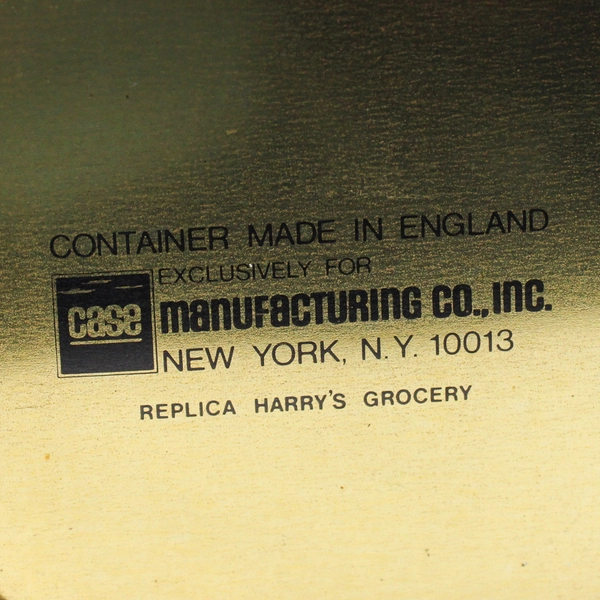 CONTAINER MADE IN ENGLAND
EXCLUSIVELY FOR
case MANUFACTURING CO., INC.
NEW YORK, N.Y. 10013
REPLICA HARRY'S GROCERY